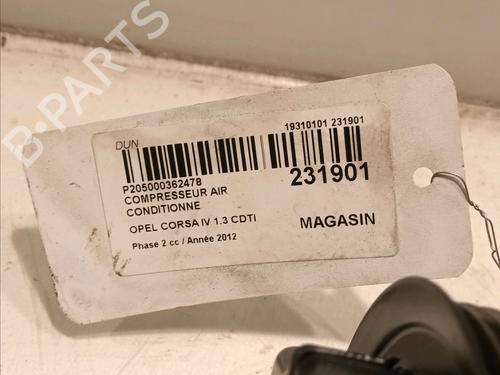 B-PARTS
DUN
19310101 231901
P205000362478
231901
COMPRESSEUR AIR
CONDITIONNE
OPEL CORSA IV 1.3 CDTI
MAGASIN
Phase 2 cc / Année 2012